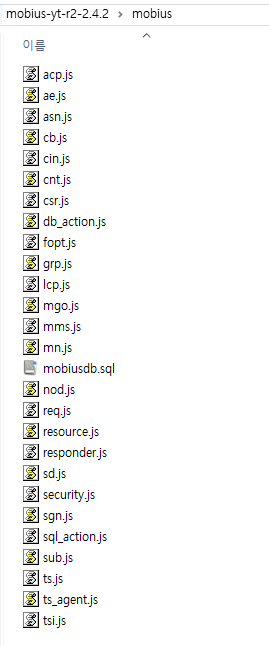 mobius-yt-r2-2.4.2 > mobius
이름
acp.js
ae.js
asn.js
cb.js
cin.js
cnt.js
csr.js
db_action.js
fopt.js
grp.js
lcp.js
mgo.js
mms.js
mn.js
mobiusdb.sql
nod.js
req.js
resource.js
responder.js
sd.js
security.js
sgn.js
sql_action.js
sub.js
ts.js
ts_agent.js
tsi.js